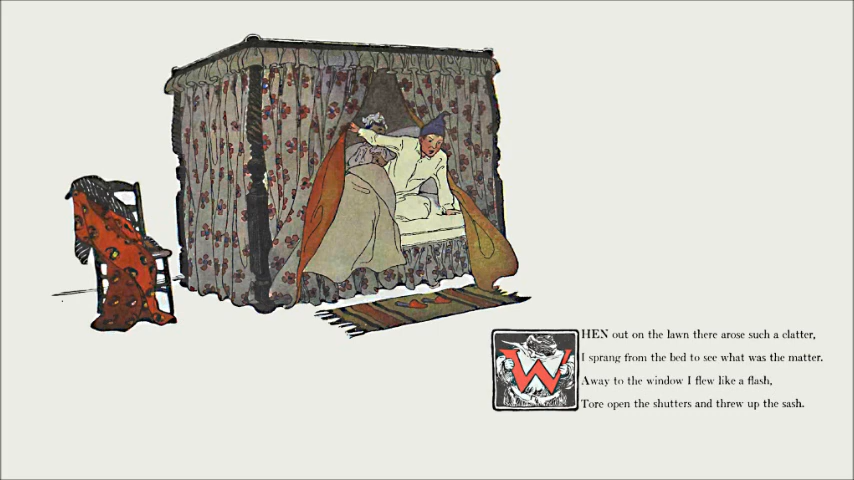 WHEN out on the lawn there arose such a clatter,
I sprang from the bed to see what was the matter.
Away to the window I flew like a flash,
Tore open the shutters and threw up the sash.